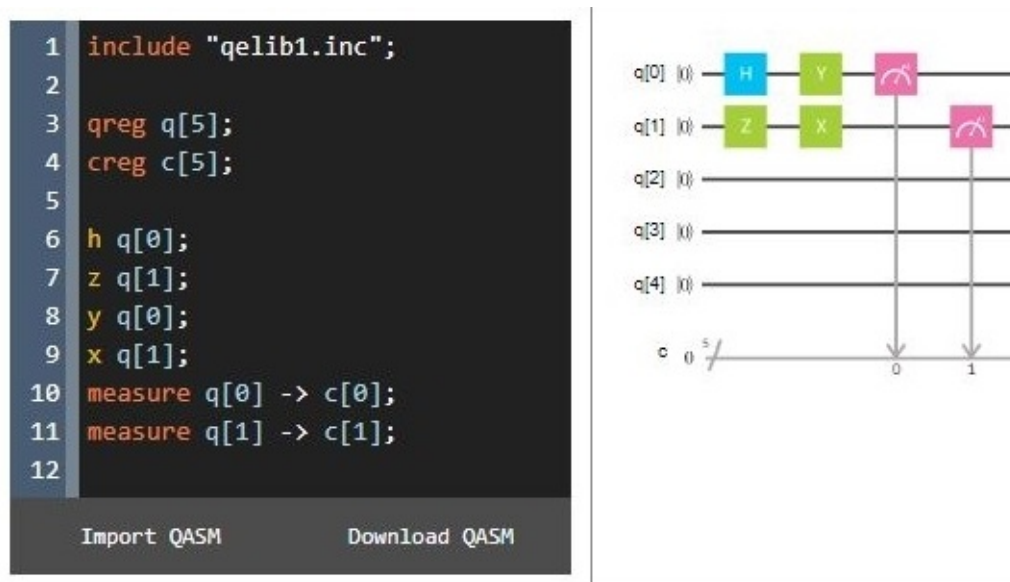 1 include "qelib1.inc";
2
3 qreg q[5];
4 creg c[5];
5
6 h q[0];
7 z q[1];
8 y q[0];
9 x q[1];
10 measure q[0] -> c[0];
11 measure q[1] -> c[1];
12
Import QASM Download QASM
q[0] |0⟩ H Y
q[1] |0⟩ Z X
q[2] |0⟩
q[3] |0⟩
q[4] |0⟩
c 0 5
0 1